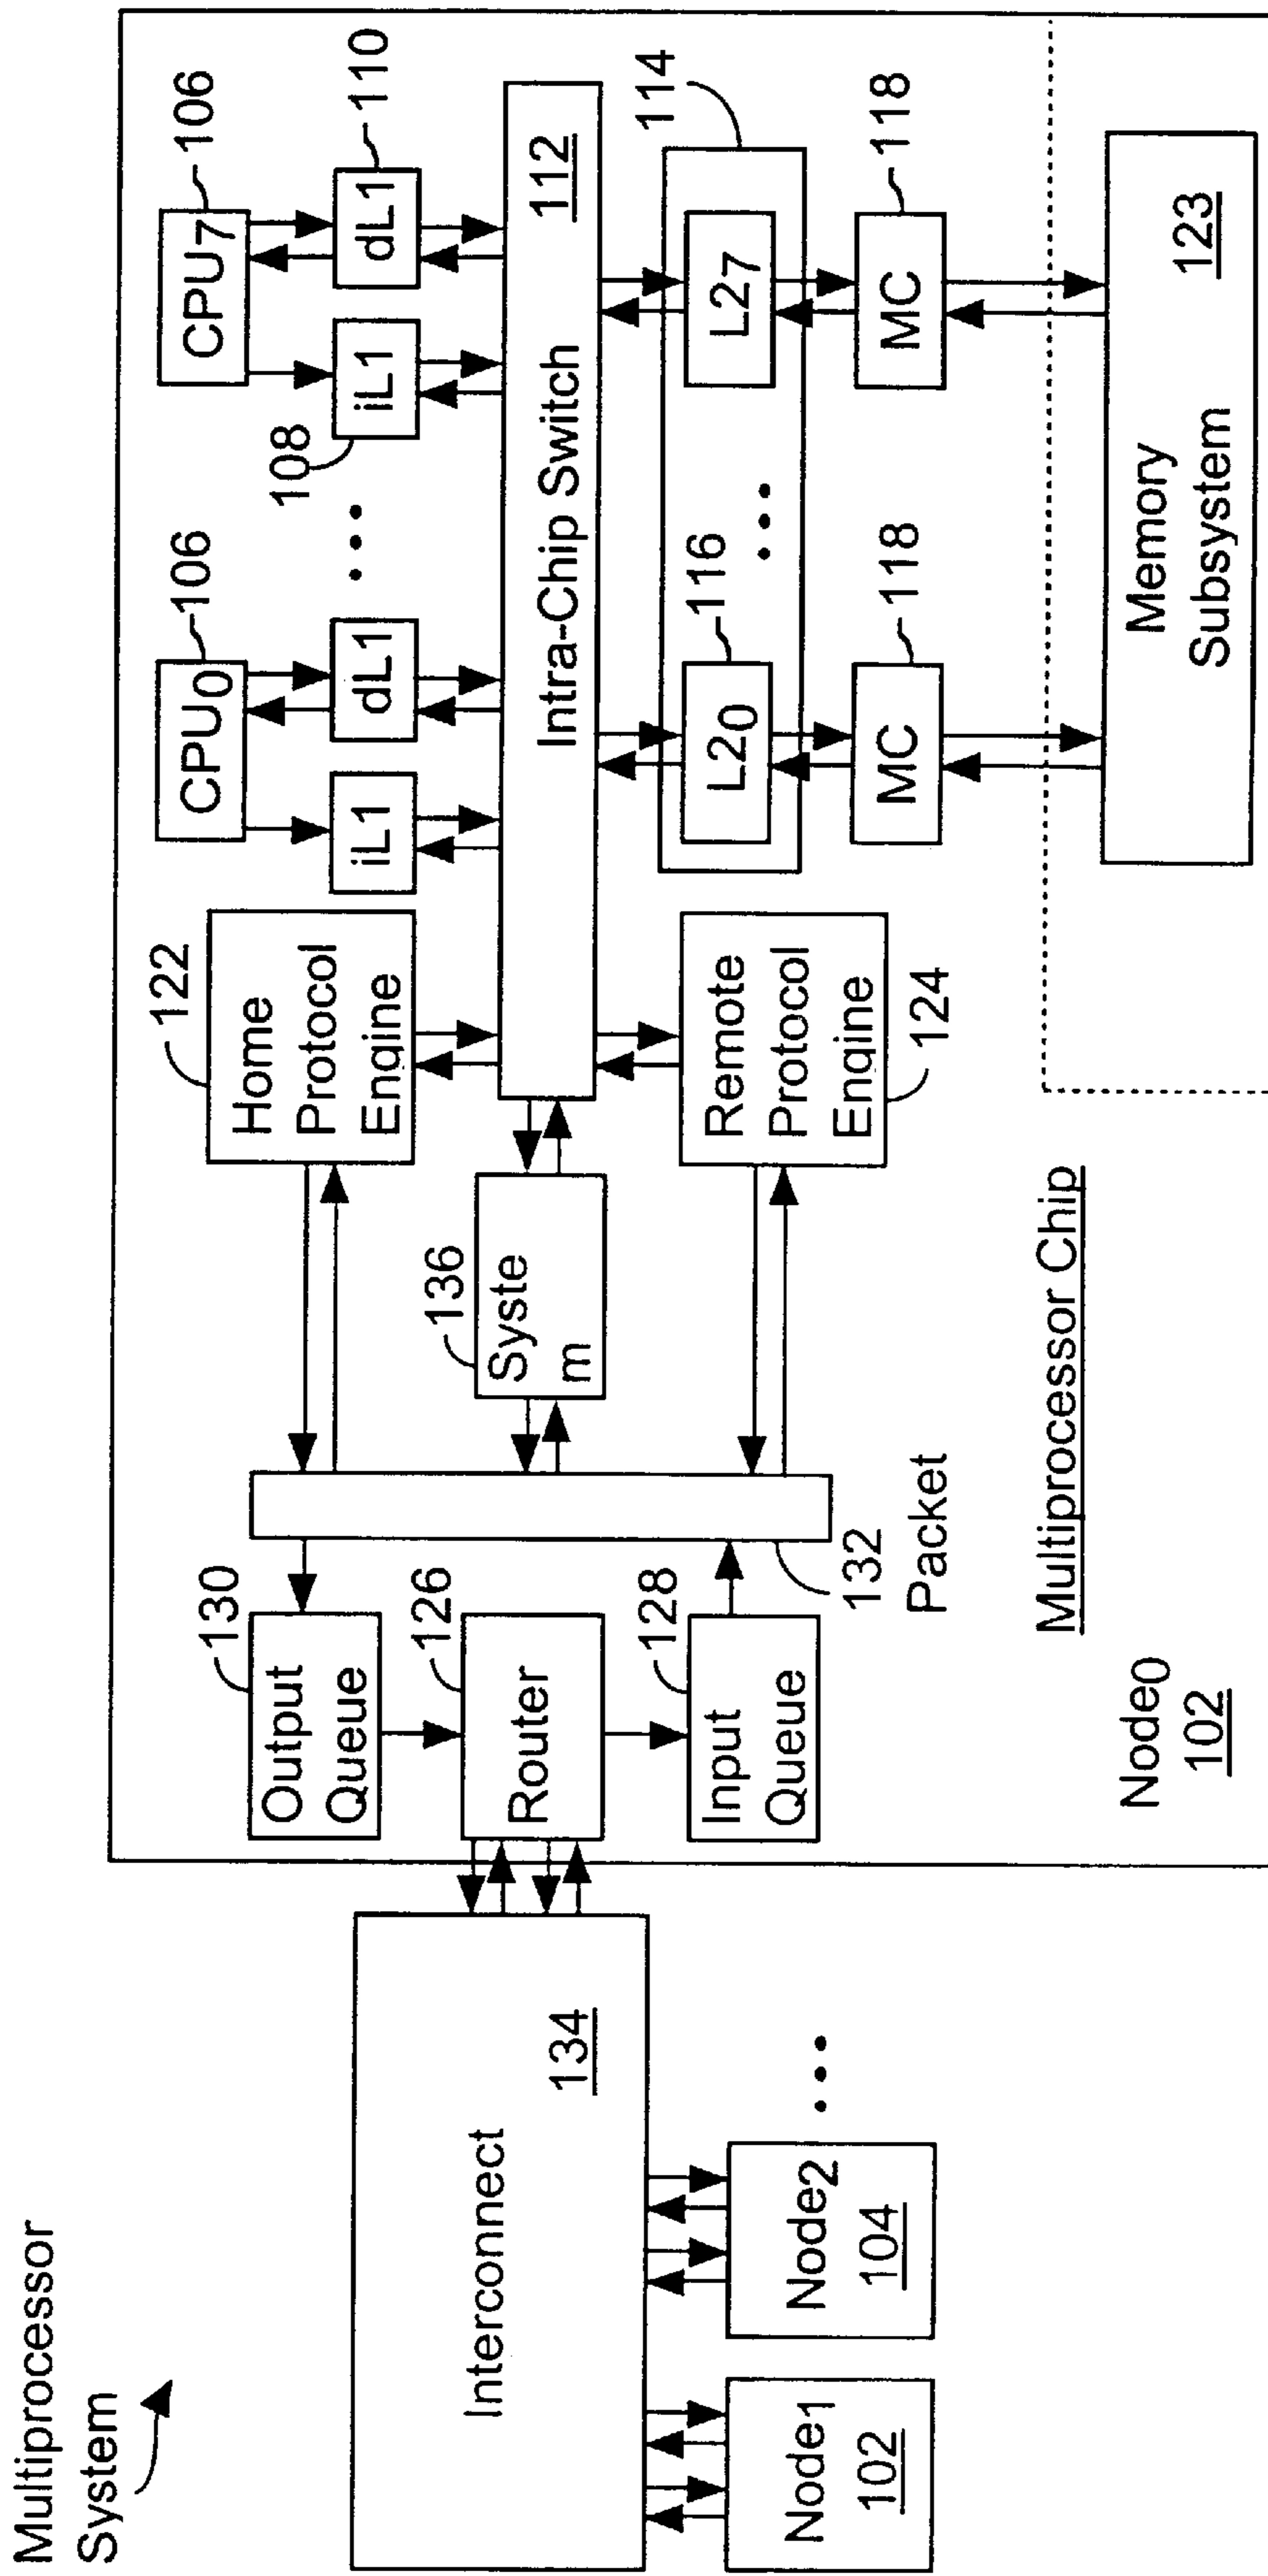 Multiprocessor
System
Interconnect
134
Node1
102
Node2
104
...
130
Output
Queue
126
Router
128
Input
Queue
132
Packet
136
Syste
m
122
Home
Protocol
Engine
Remote
Protocol
Engine
124
CPU0
106
iL1
dL1
...
CPU7
106
108
iL1
dL1
110
Intra-Chip Switch
112
114
L20
116
...
L27
MC
118
MC
118
Memory
Subsystem
123
Multiprocessor Chip
Node0
102